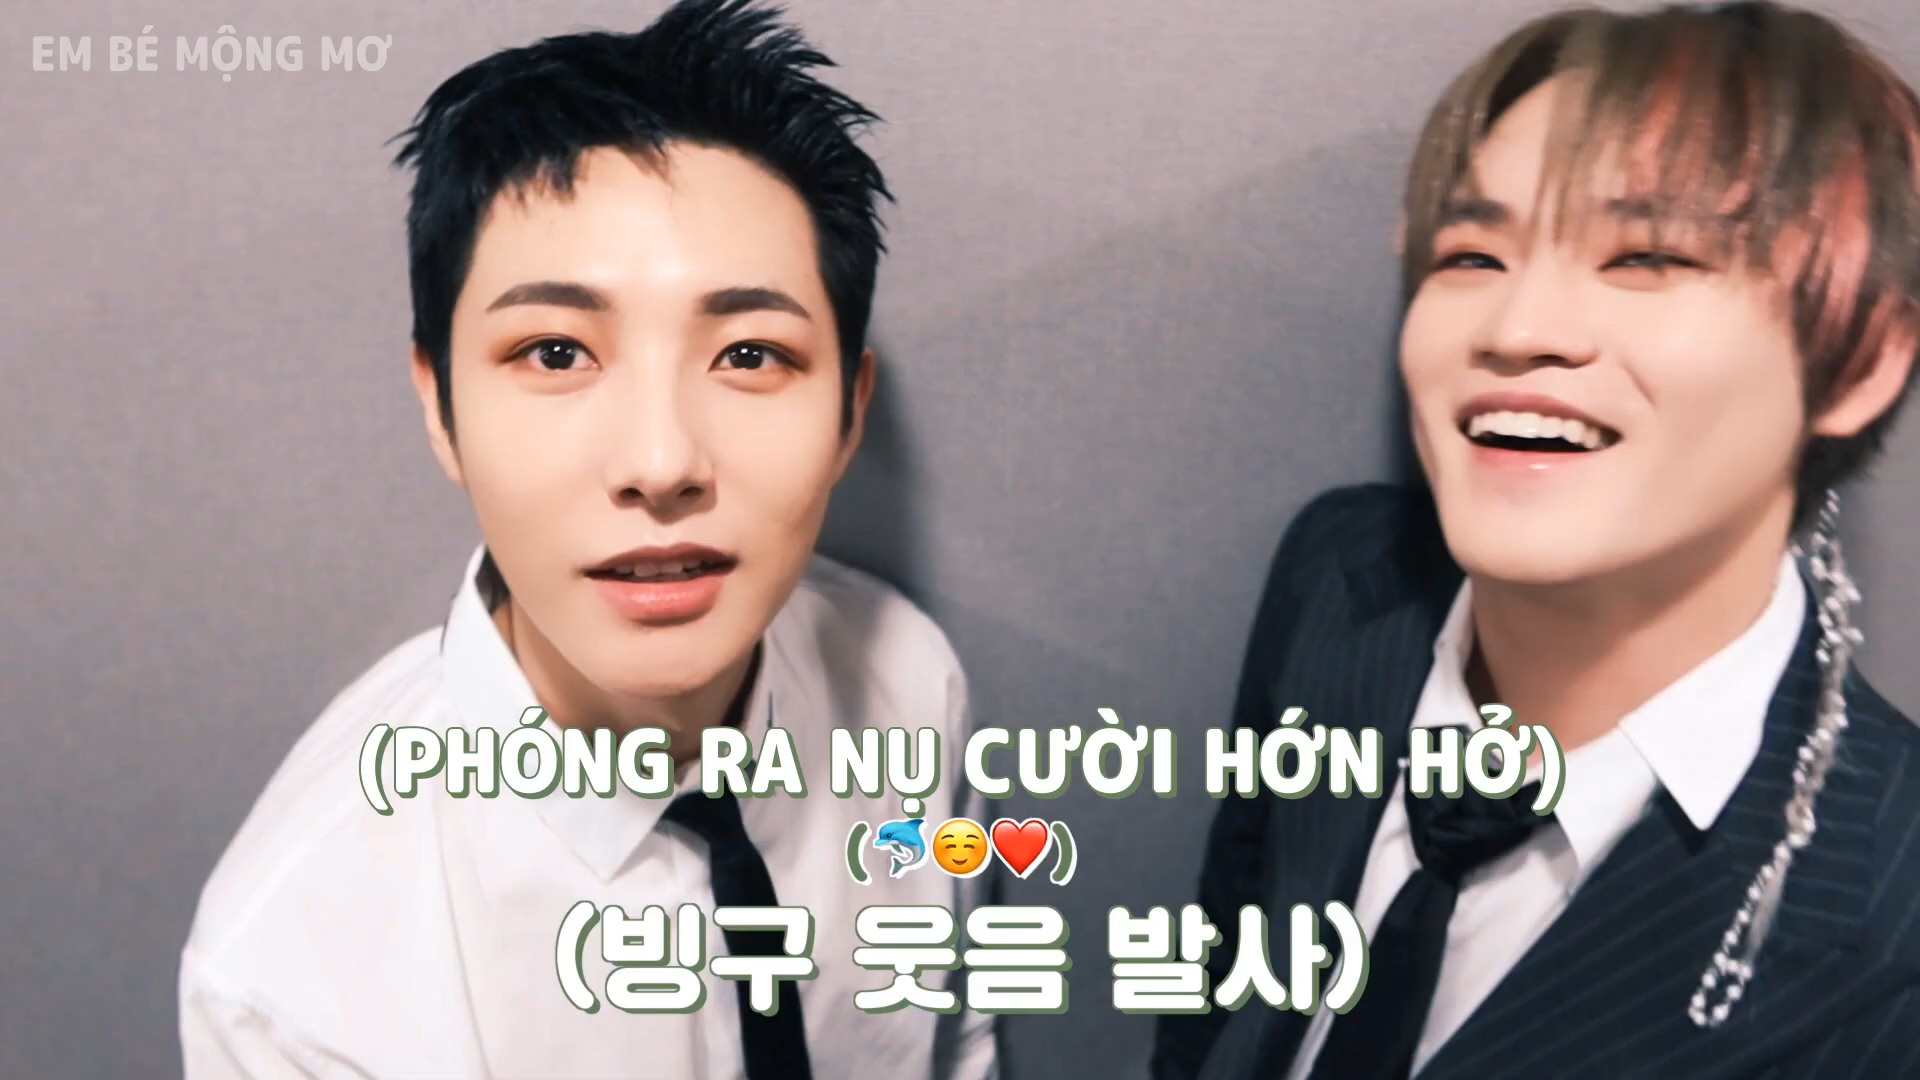 EM BÉ MỘNG MƠ
(PHÓNG RA NỤ CƯỜI HỚN HỞ)
(🐬☺️❤️)
(빙구 웃음 발사)